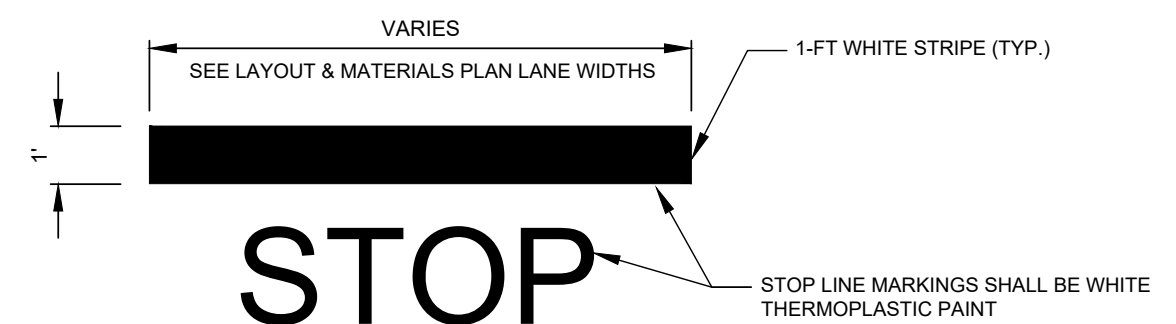 VARIES
SEE LAYOUT & MATERIALS PLAN LANE WIDTHS
1-FT WHITE STRIPE (TYP.)
1'
STOP
STOP LINE MARKINGS SHALL BE WHITE
THERMOPLASTIC PAINT